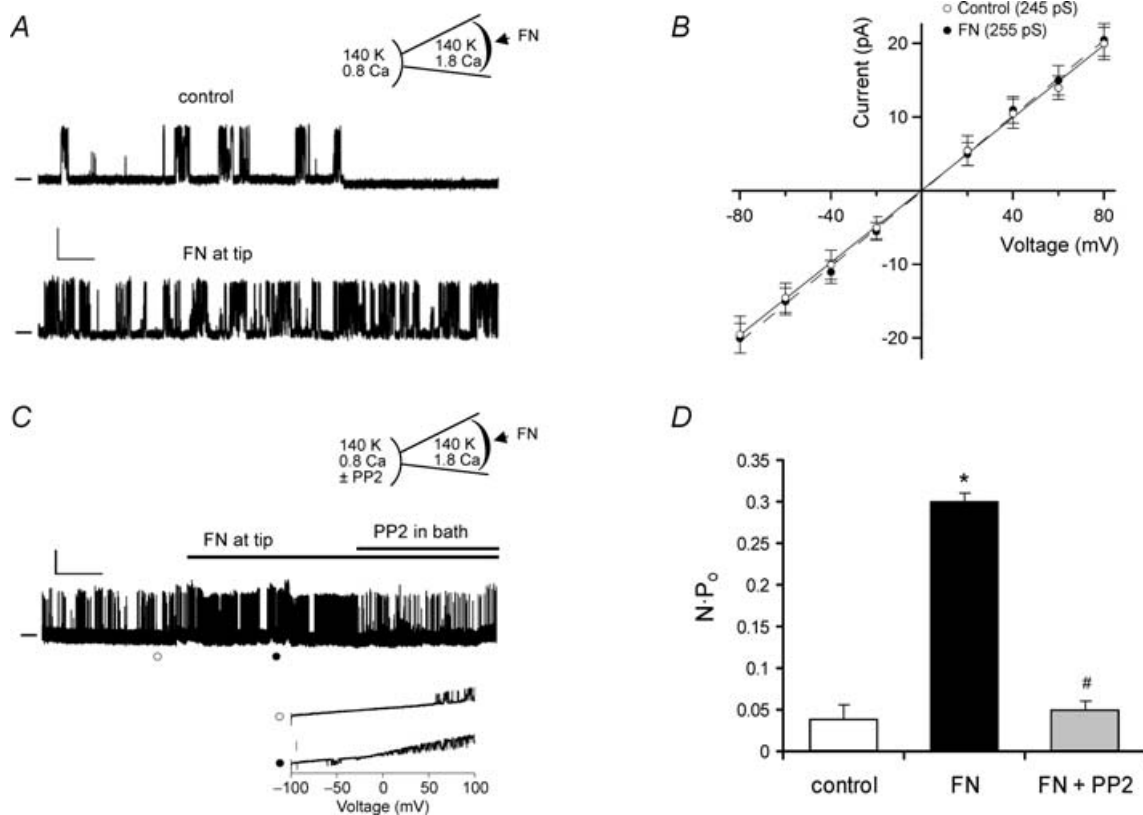 A
140 K
0.8 Ca
140 K
1.8 Ca
FN
control
FN at tip
B
Control (245 pS)
FN (255 pS)
Current (pA)
20
10
-10
-20
-80
-40
40
80
Voltage (mV)
C
140 K
0.8 Ca
± PP2
140 K
1.8 Ca
FN
FN at tip
PP2 in bath
−100
−50
0
50
100
Voltage (mV)
D
N·Po
0.35
0.3
0.25
0.2
0.15
0.1
0.05
0
*
#
control
FN
FN + PP2